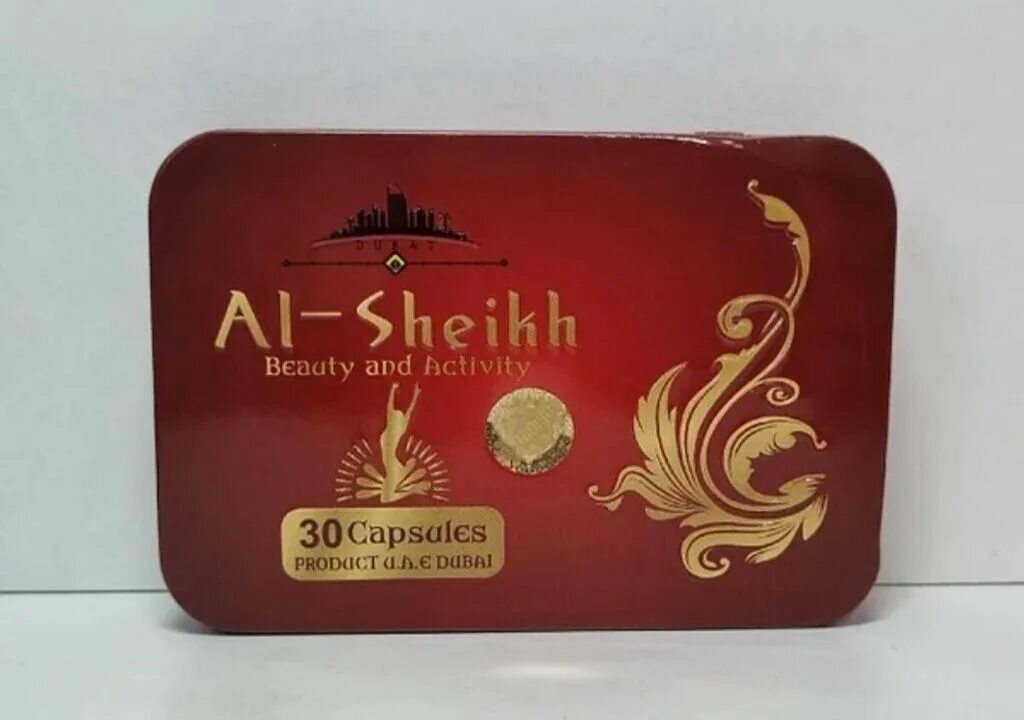 DUBAI
Al-Sheikh
Beauty and Activity
30 Capsules
PRODUCT U.A.E DUBAI